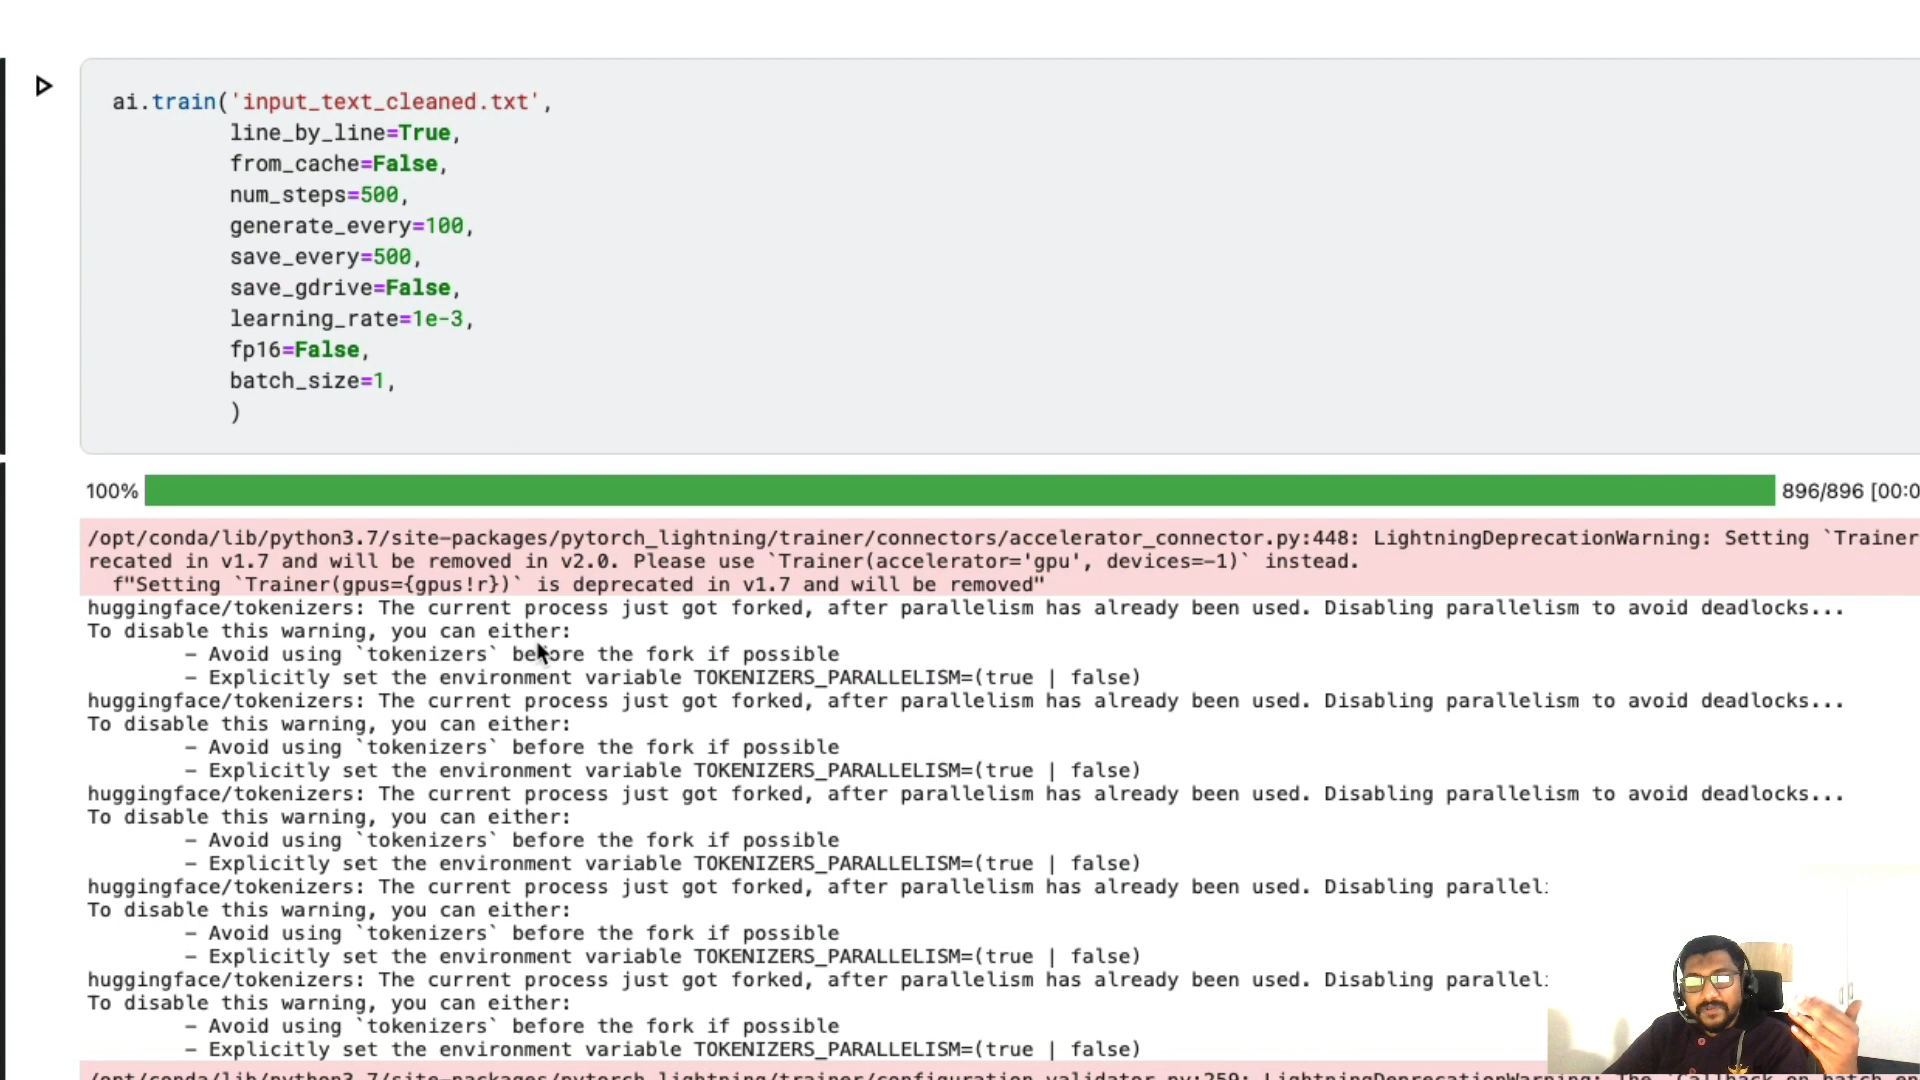 ai.train('input_text_cleaned.txt',
line_by_line=True,
from_cache=False,
num_steps=500,
generate_every=100,
save_every=500,
save_gdrive=False,
learning_rate=1e-3,
fp16=False,
batch_size=1,
)
100% 896/896 [00:0
/opt/conda/lib/python3.7/site-packages/pytorch_lightning/trainer/connectors/accelerator_connector.py:448: LightningDeprecationWarning: Setting `Trainer
recated in v1.7 and will be removed in v2.0. Please use `Trainer(accelerator='gpu', devices=-1)` instead.
f"Setting `Trainer(gpus={gpus!r})` is deprecated in v1.7 and will be removed"
huggingface/tokenizers: The current process just got forked, after parallelism has already been used. Disabling parallelism to avoid deadlocks...
To disable this warning, you can either:
- Avoid using `tokenizers` before the fork if possible
- Explicitly set the environment variable TOKENIZERS_PARALLELISM=(true | false)
huggingface/tokenizers: The current process just got forked, after parallelism has already been used. Disabling parallelism to avoid deadlocks...
To disable this warning, you can either:
- Avoid using `tokenizers` before the fork if possible
- Explicitly set the environment variable TOKENIZERS_PARALLELISM=(true | false)
huggingface/tokenizers: The current process just got forked, after parallelism has already been used. Disabling parallelism to avoid deadlocks...
To disable this warning, you can either:
- Avoid using `tokenizers` before the fork if possible
- Explicitly set the environment variable TOKENIZERS_PARALLELISM=(true | false)
huggingface/tokenizers: The current process just got forked, after parallelism has already been used. Disabling parallel
To disable this warning, you can either:
- Avoid using `tokenizers` before the fork if possible
- Explicitly set the environment variable TOKENIZERS_PARALLELISM=(true | false)
huggingface/tokenizers: The current process just got forked, after parallelism has already been used. Disabling parallel
To disable this warning, you can either:
- Avoid using `tokenizers` before the fork if possible
- Explicitly set the environment variable TOKENIZERS_PARALLELISM=(true | false)
/opt/conda/lib/python3.7/site-packages/pytorch_lightning/trainer/configuration_validator.py:259: LightningDeprecationWarning: The